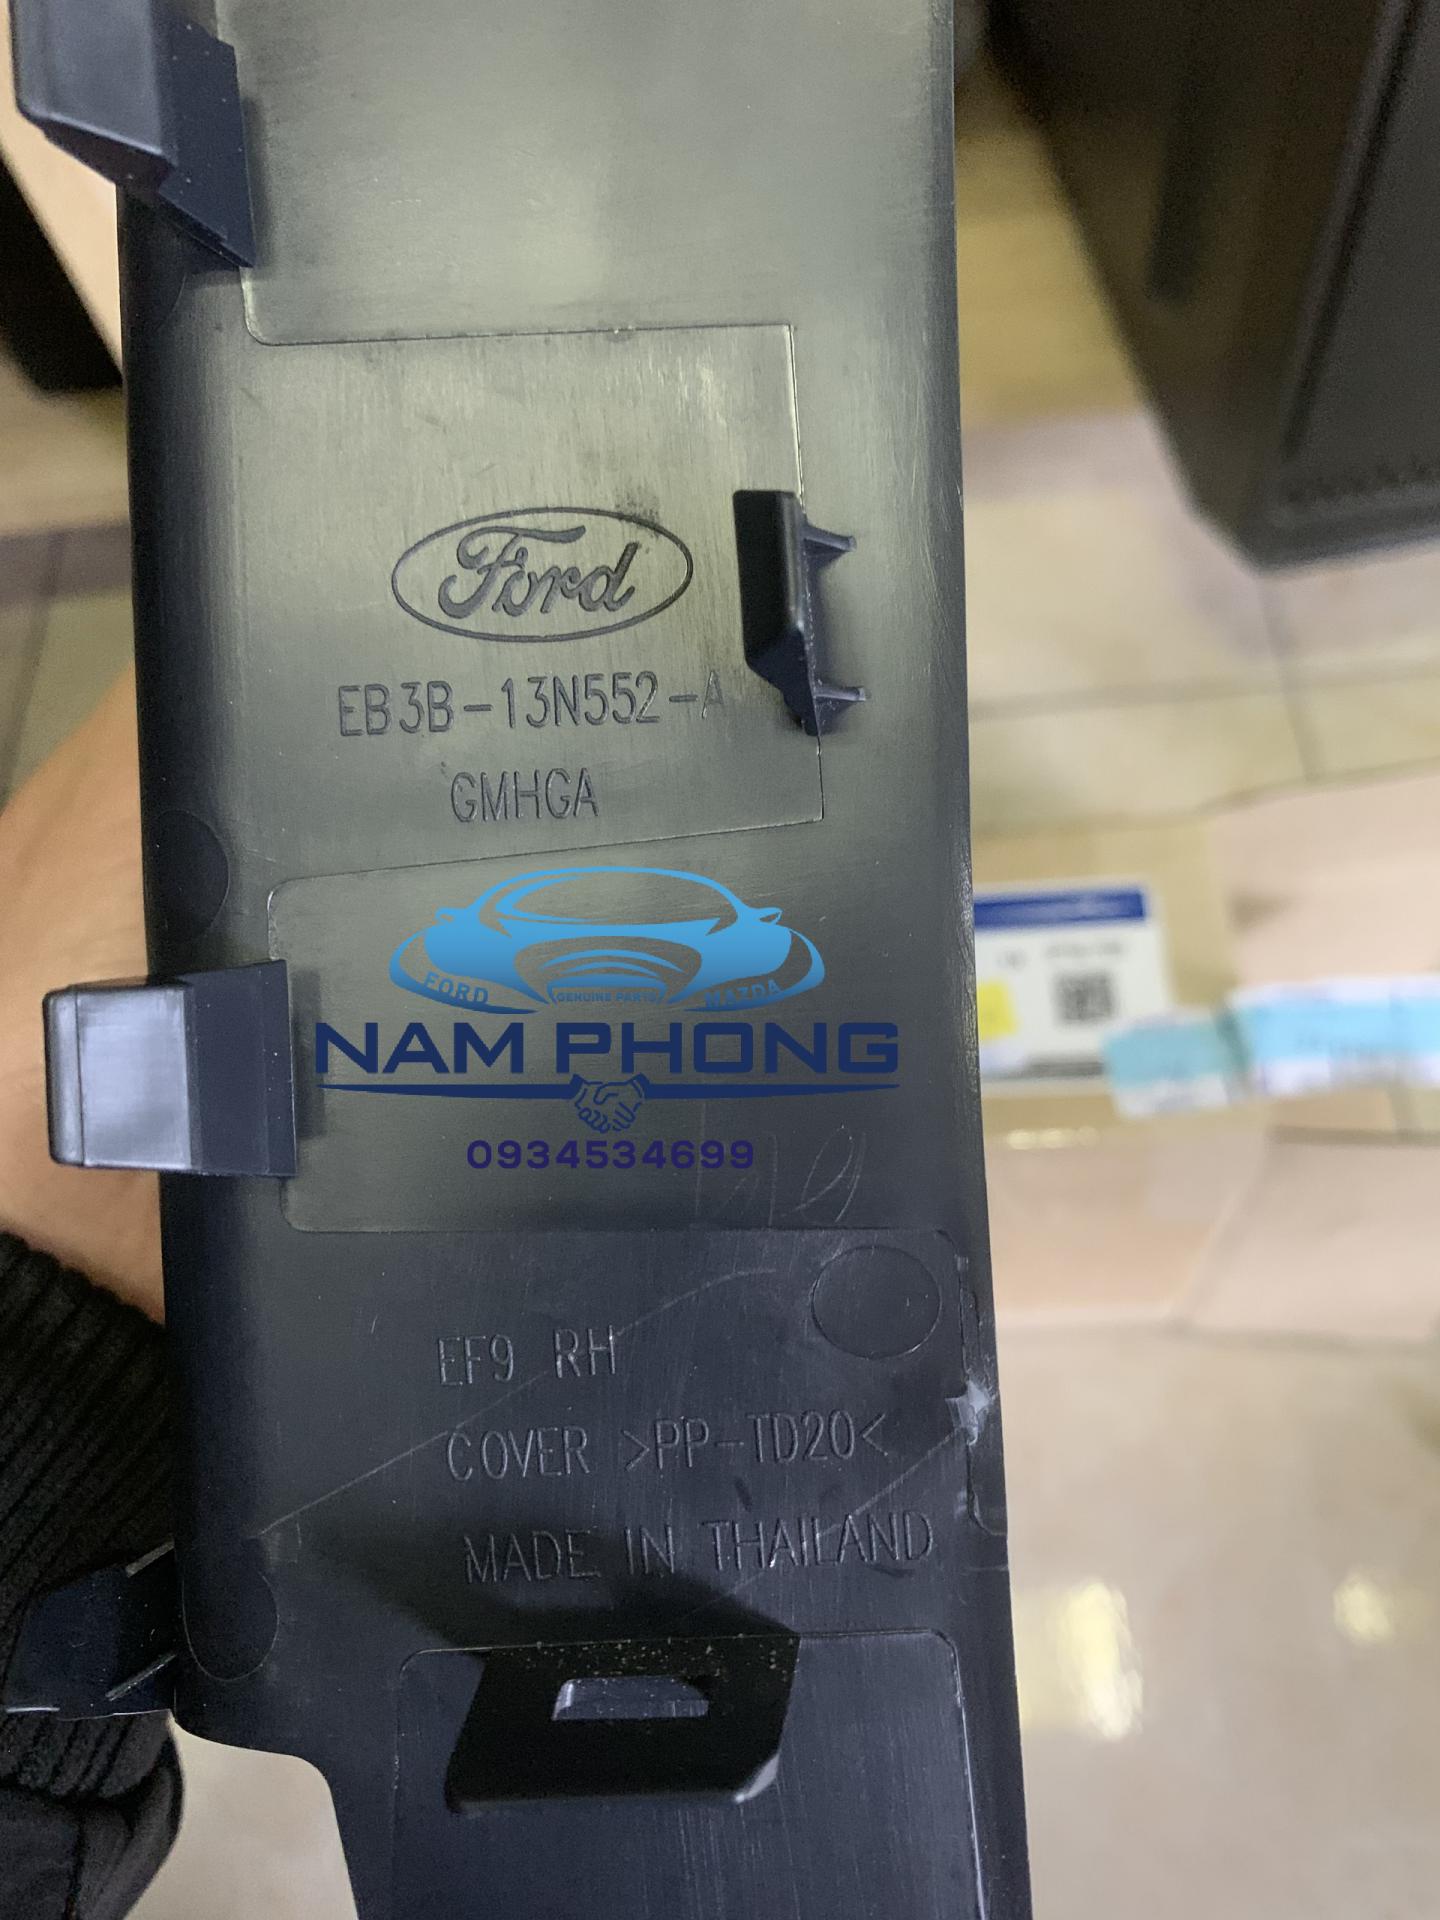 Ford
EB3B-13N552-A
GMHGA
FORD
GENUINE PARTS
MAZDA
NAM PHONG
0934534699
EF9 RH
COVER >PP-TD20<
MADE IN THAILAND